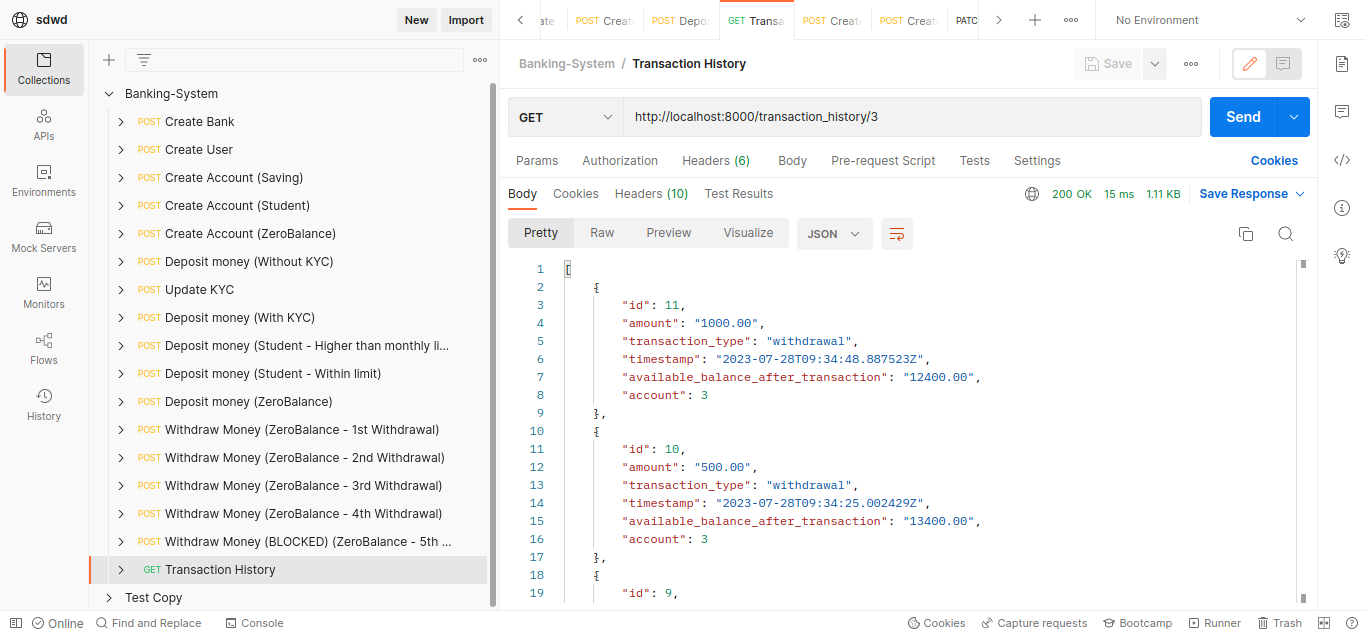 sdwd
New
Import
ate
POST Creat
POST Depo
GET Transa
POST Creat
POST Creat
PATC
No Environment
Collections
APIs
Environments
Mock Servers
Monitors
Flows
History
Banking-System
POST Create Bank
POST Create User
POST Create Account (Saving)
POST Create Account (Student)
POST Create Account (ZeroBalance)
POST Deposit money (Without KYC)
POST Update KYC
POST Deposit money (With KYC)
POST Deposit money (Student - Higher than monthly li...
POST Deposit money (Student - Within limit)
POST Deposit money (ZeroBalance)
POST Withdraw Money (ZeroBalance - 1st Withdrawal)
POST Withdraw Money (ZeroBalance - 2nd Withdrawal)
POST Withdraw Money (ZeroBalance - 3rd Withdrawal)
POST Withdraw Money (ZeroBalance - 4th Withdrawal)
POST Withdraw Money (BLOCKED) (ZeroBalance - 5th ...
GET Transaction History
Test Copy
Banking-System / Transaction History
Save
GET
http://localhost:8000/transaction_history/3
Send
Params Authorization Headers (6) Body Pre-request Script Tests Settings Cookies
Body Cookies Headers (10) Test Results 200 OK 15 ms 1.11 KB Save Response
Pretty Raw Preview Visualize JSON
1 [
2 {
3 "id": 11,
4 "amount": "1000.00",
5 "transaction_type": "withdrawal",
6 "timestamp": "2023-07-28T09:34:48.887523Z",
7 "available_balance_after_transaction": "12400.00",
8 "account": 3
9 },
10 {
11 "id": 10,
12 "amount": "500.00",
13 "transaction_type": "withdrawal",
14 "timestamp": "2023-07-28T09:34:25.002429Z",
15 "available_balance_after_transaction": "13400.00",
16 "account": 3
17 },
18 {
19 "id": 9,
Online Find and Replace Console Cookies Capture requests Bootcamp Runner Trash